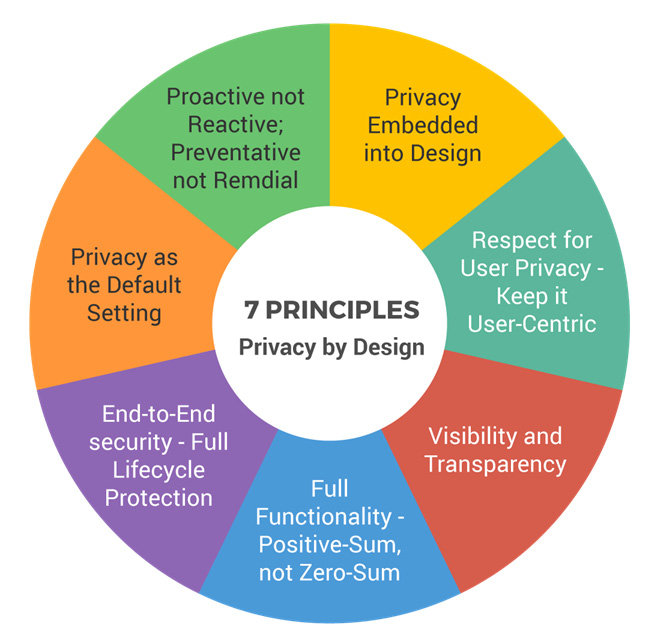 7 PRINCIPLES
Privacy by Design
Proactive not
Reactive;
Preventative
not Remdial
Privacy
Embedded
into Design
Respect for
User Privacy -
Keep it
User-Centric
Visibility and
Transparency
Full
Functionality -
Positive-Sum,
not Zero-Sum
End-to-End
security - Full
Lifecycle
Protection
Privacy as
the Default
Setting